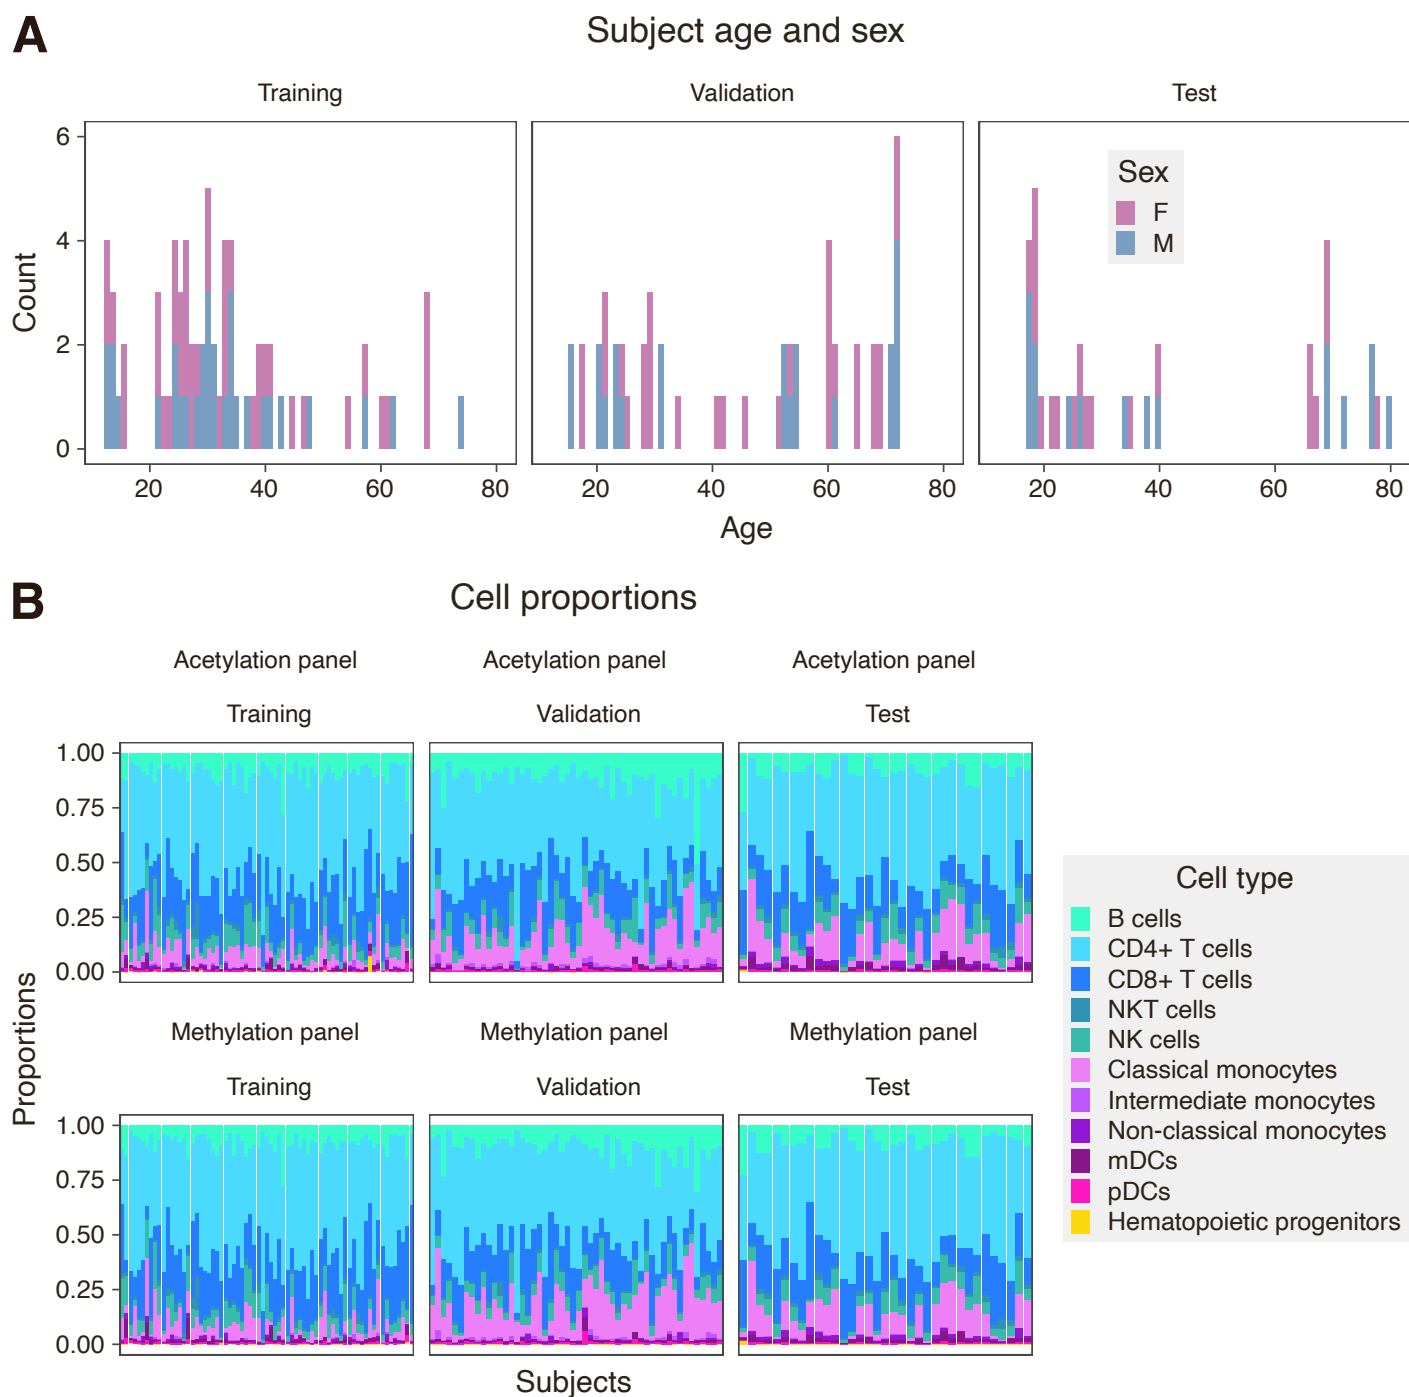 A
Subject age and sex
Training
Validation
Test
Count
6
4
2
0
Sex
F
M
20 40 60 80
20 40 60 80
20 40 60 80
Age
B
Cell proportions
Acetylation panel
Training
Acetylation panel
Validation
Acetylation panel
Test
Proportions
1.00
0.75
0.50
0.25
0.00
Methylation panel
Training
Methylation panel
Validation
Methylation panel
Test
1.00
0.75
0.50
0.25
0.00
Subjects
Cell type
B cells
CD4+ T cells
CD8+ T cells
NKT cells
NK cells
Classical monocytes
Intermediate monocytes
Non-classical monocytes
mDCs
pDCs
Hematopoietic progenitors